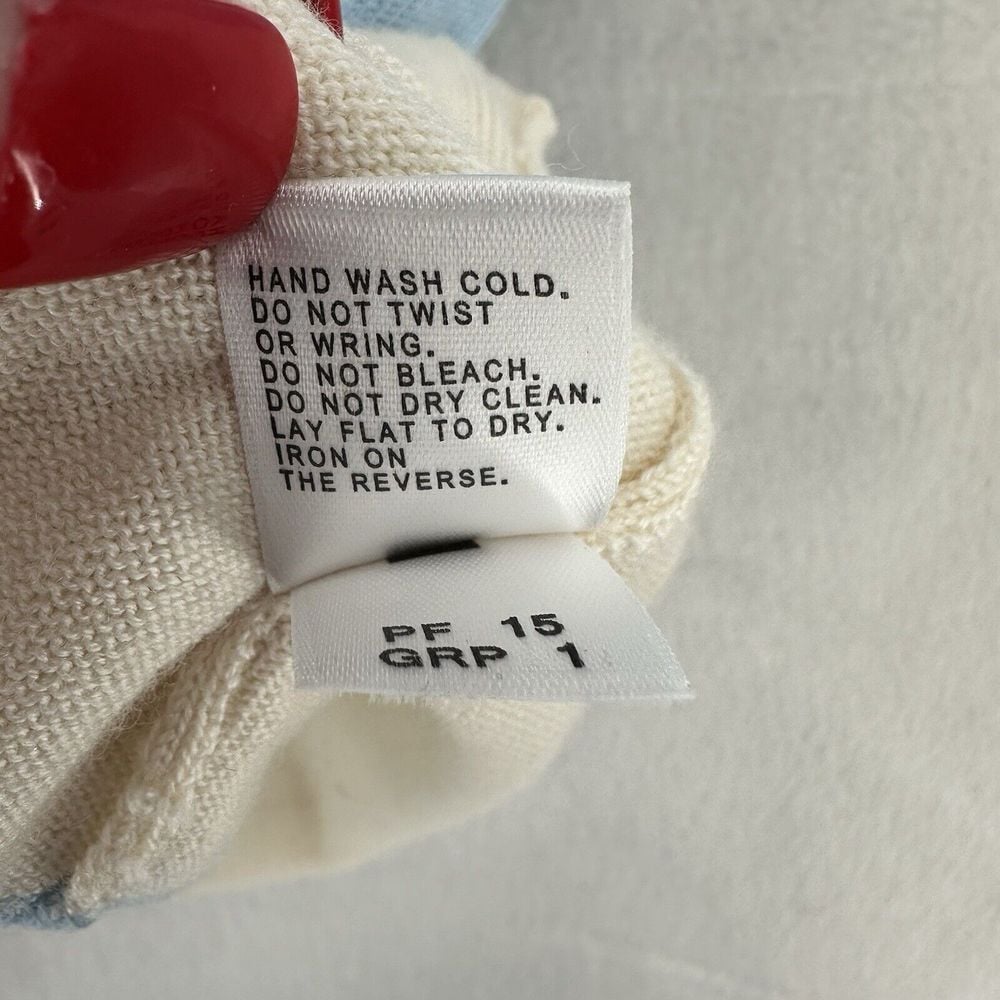 HAND WASH COLD.
DO NOT TWIST
OR WRING.
DO NOT BLEACH.
DO NOT DRY CLEAN.
LAY FLAT TO DRY.
IRON ON
THE REVERSE.
PF 15
GRP 1